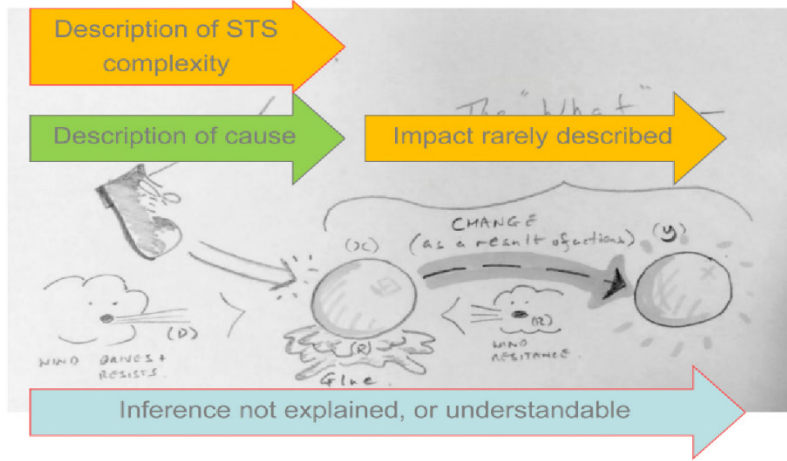 Description of STS
complexity
The "What"
Description of cause
Impact rarely described
CHANGE
(as a result of actions)
(x)
(y)
(D)
(R)
(R)
WIND DRIVES +
RESISTS.
Glue.
WIND
RESITANCE.
Inference not explained, or understandable